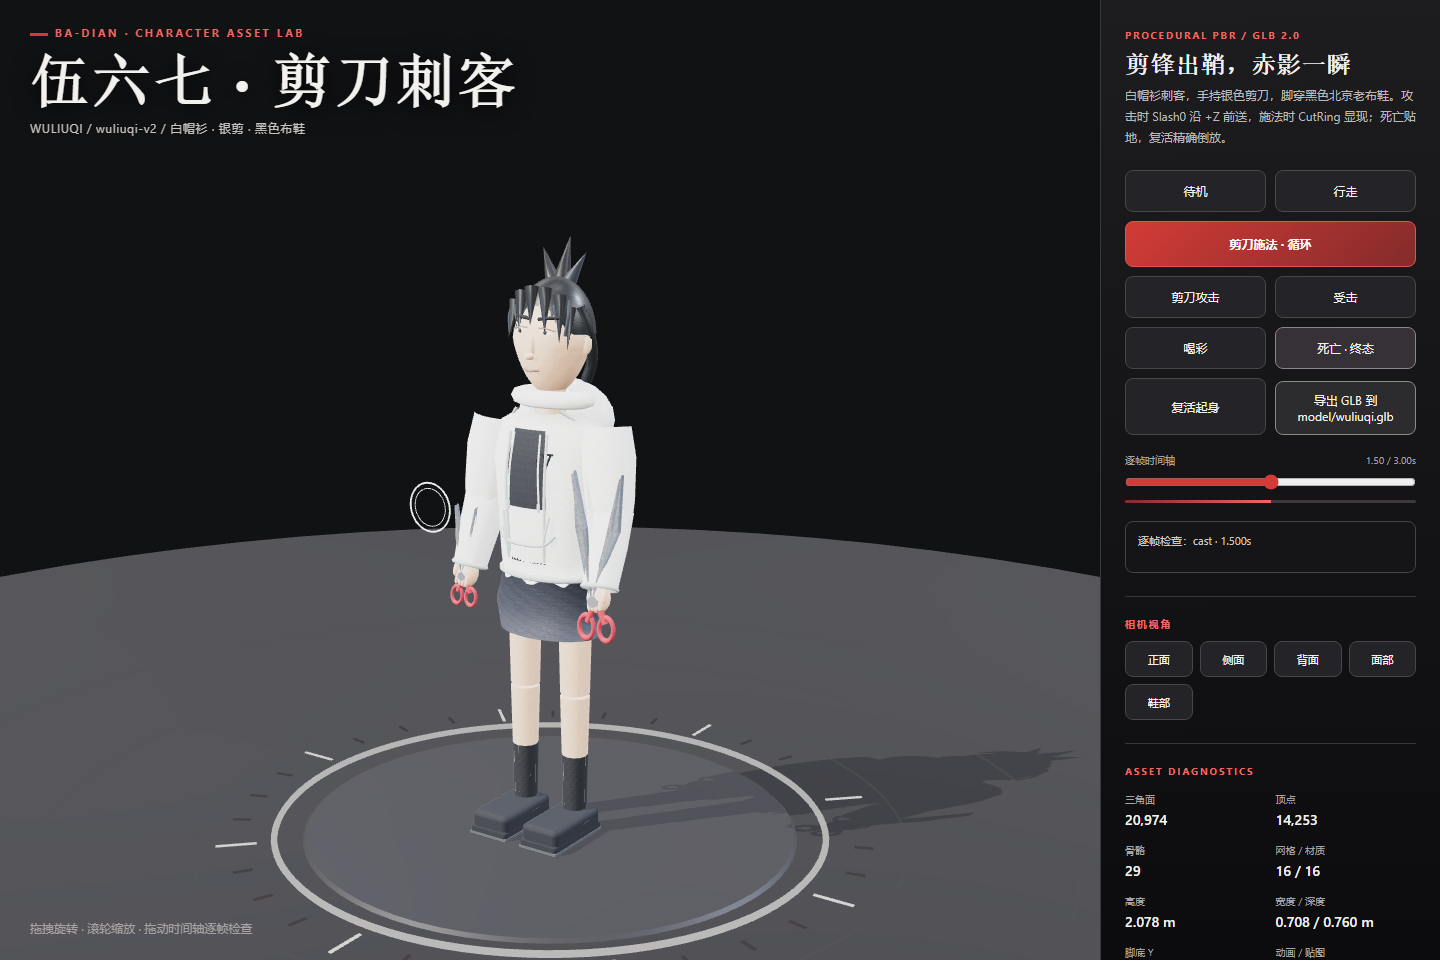 BA-DIAN · CHARACTER ASSET LAB
伍六七 · 剪刀刺客
WULIUQI / wuliuqi-v2 / 白帽衫 · 银剪 · 黑色布鞋
拖拽旋转 · 滚轮缩放 · 拖动时间轴逐帧检查
PROCEDURAL PBR / GLB 2.0
剪锋出鞘，赤影一瞬
白帽衫刺客，手持银色剪刀，脚穿黑色北京老布鞋。攻
击时 Slash0 沿 +Z 前送，施法时 CutRing 显现；死亡贴
地，复活精确倒放。
待机
行走
剪刀施法 · 循环
剪刀攻击
受击
喝彩
死亡 · 终态
复活起身
导出 GLB 到
model/wuliuqi.glb
逐帧时间轴
1.50 / 3.00s
逐帧检查：cast · 1.500s
相机视角
正面
侧面
背面
面部
鞋部
ASSET DIAGNOSTICS
三角面
顶点
20,974
14,253
骨骼
网格 / 材质
29
16 / 16
高度
宽度 / 深度
2.078 m
0.708 / 0.760 m
脚底 Y
动画 / 贴图